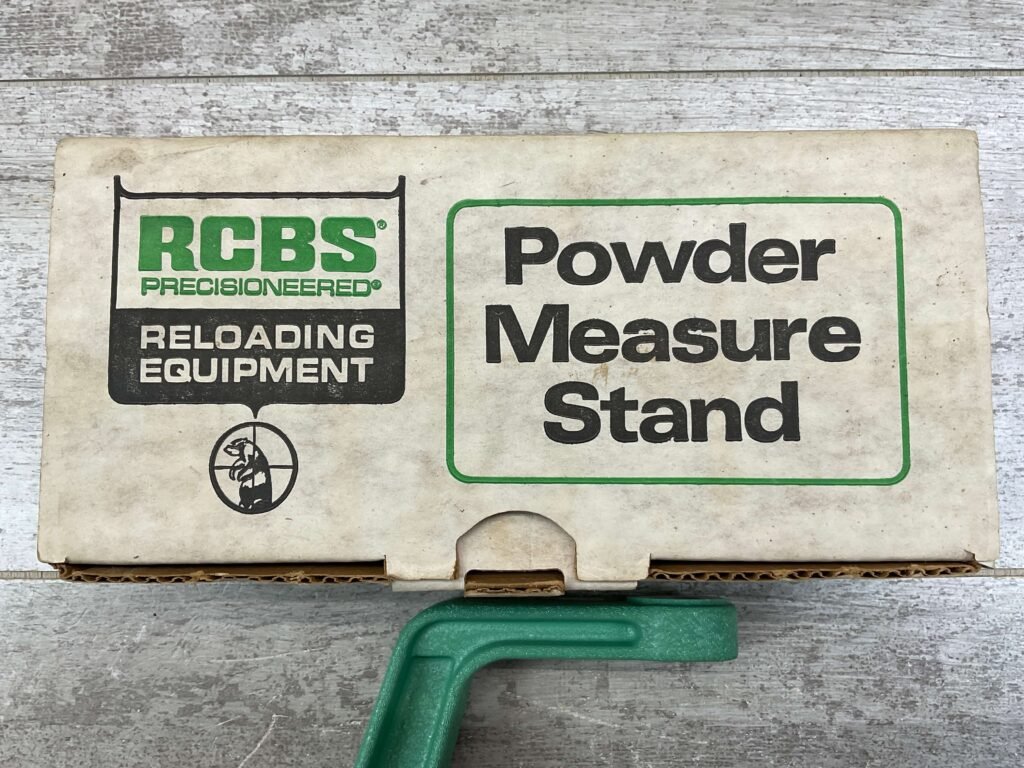 RCBS®
PRECISIONEERED®
RELOADING
EQUIPMENT
Powder
Measure
Stand